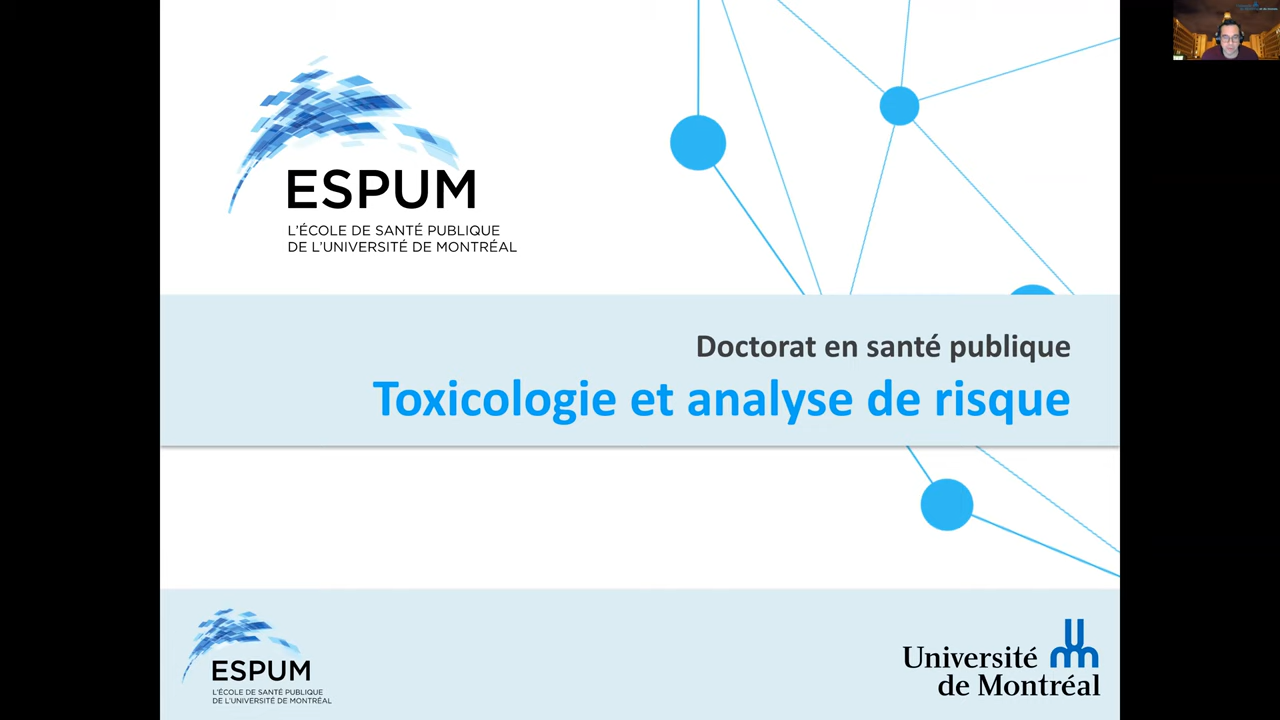 ESPUM
L'ÉCOLE DE SANTÉ PUBLIQUE
DE L'UNIVERSITÉ DE MONTRÉAL
Doctorat en santé publique
Toxicologie et analyse de risque
ESPUM
L'ÉCOLE DE SANTÉ PUBLIQUE
DE L'UNIVERSITÉ DE MONTRÉAL
Université
de Montréal